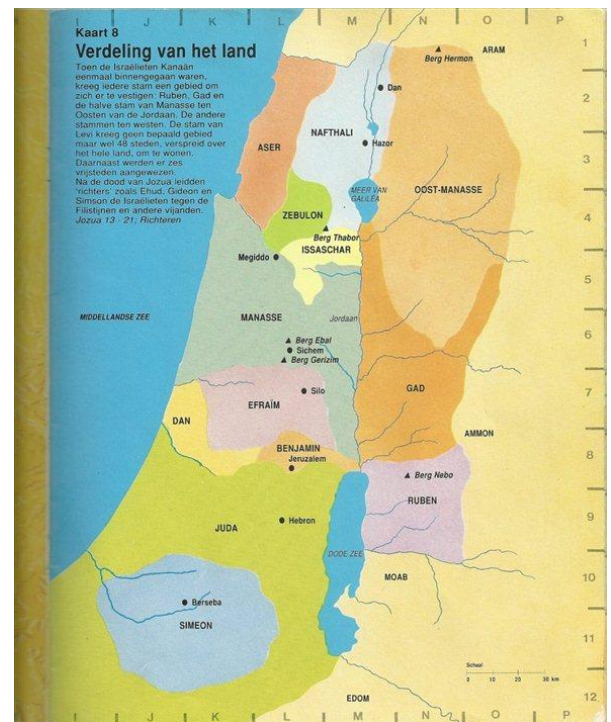 I J K L M N O P
Kaart 8
Verdeling van het land
Toen de Israëlieten Kanaän
eenmaal binnengegaan waren,
kreeg iedere stam een gebied om
zich er te vestigen: Ruben, Gad en
de halve stam van Manasse ten
Oosten van de Jordaan. De andere
stammen ten westen. De stam van
Levi kreeg geen bepaald gebied
maar wel 48 steden, verspreid over
het hele land, om te wonen.
Daarnaast werden er zes
vrijsteden aangewezen.
Na de dood van Jozua leidden
'richters' zoals Ehud, Gideon en
Simson de Israëlieten tegen de
Filistijnen en andere vijanden.
Jozua 13 - 21; Richteren
ARAM
1
Berg Hermon
Dan
2
NAFTHALI
Hazor
ASER
3
MEER VAN
GALILEA
OOST-MANASSE
ZEBULON
4
Berg Thabor
ISSASCHAR
Megiddo
5
MIDDELLANDSE ZEE
MANASSE
Jordaan
6
Berg Ebal
Sichem
Berg Gerizim
GAD
Silo
7
EFRAÏM
DAN
AMMON
BENJAMIN
8
Jeruzalem
Berg Nebo
RUBEN
Hebron
9
JUDA
DODE ZEE
MOAB
10
Berseba
SIMEON
11
Schaal
0 10 20 30 km
EDOM
12
I J K L M N O P